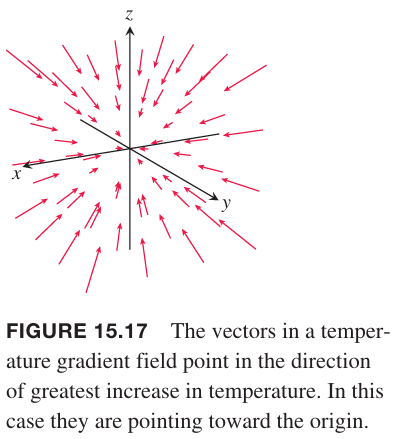 z
x
y
FIGURE 15.17 The vectors in a temper-
ature gradient field point in the direction
of greatest increase in temperature. In this
case they are pointing toward the origin.